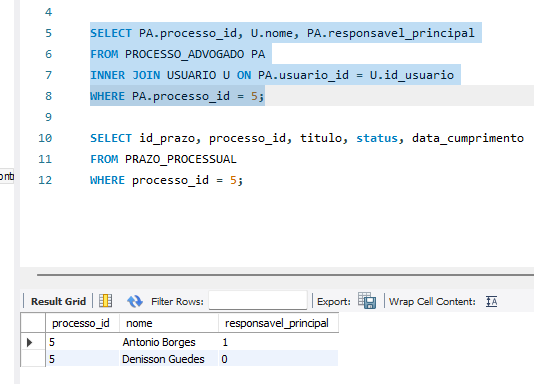 4
5 SELECT PA.processo_id, U.nome, PA.responsavel_principal
6 FROM PROCESSO_ADVOGADO PA
7 INNER JOIN USUARIO U ON PA.usuario_id = U.id_usuario
8 WHERE PA.processo_id = 5;
9
10 SELECT id_prazo, processo_id, titulo, status, data_cumprimento
11 FROM PRAZO_PROCESSUAL
12 WHERE processo_id = 5;
Result Grid Filter Rows: Export: Wrap Cell Content:
processo_id nome responsavel_principal
5 Antonio Borges 1
5 Denisson Guedes 0